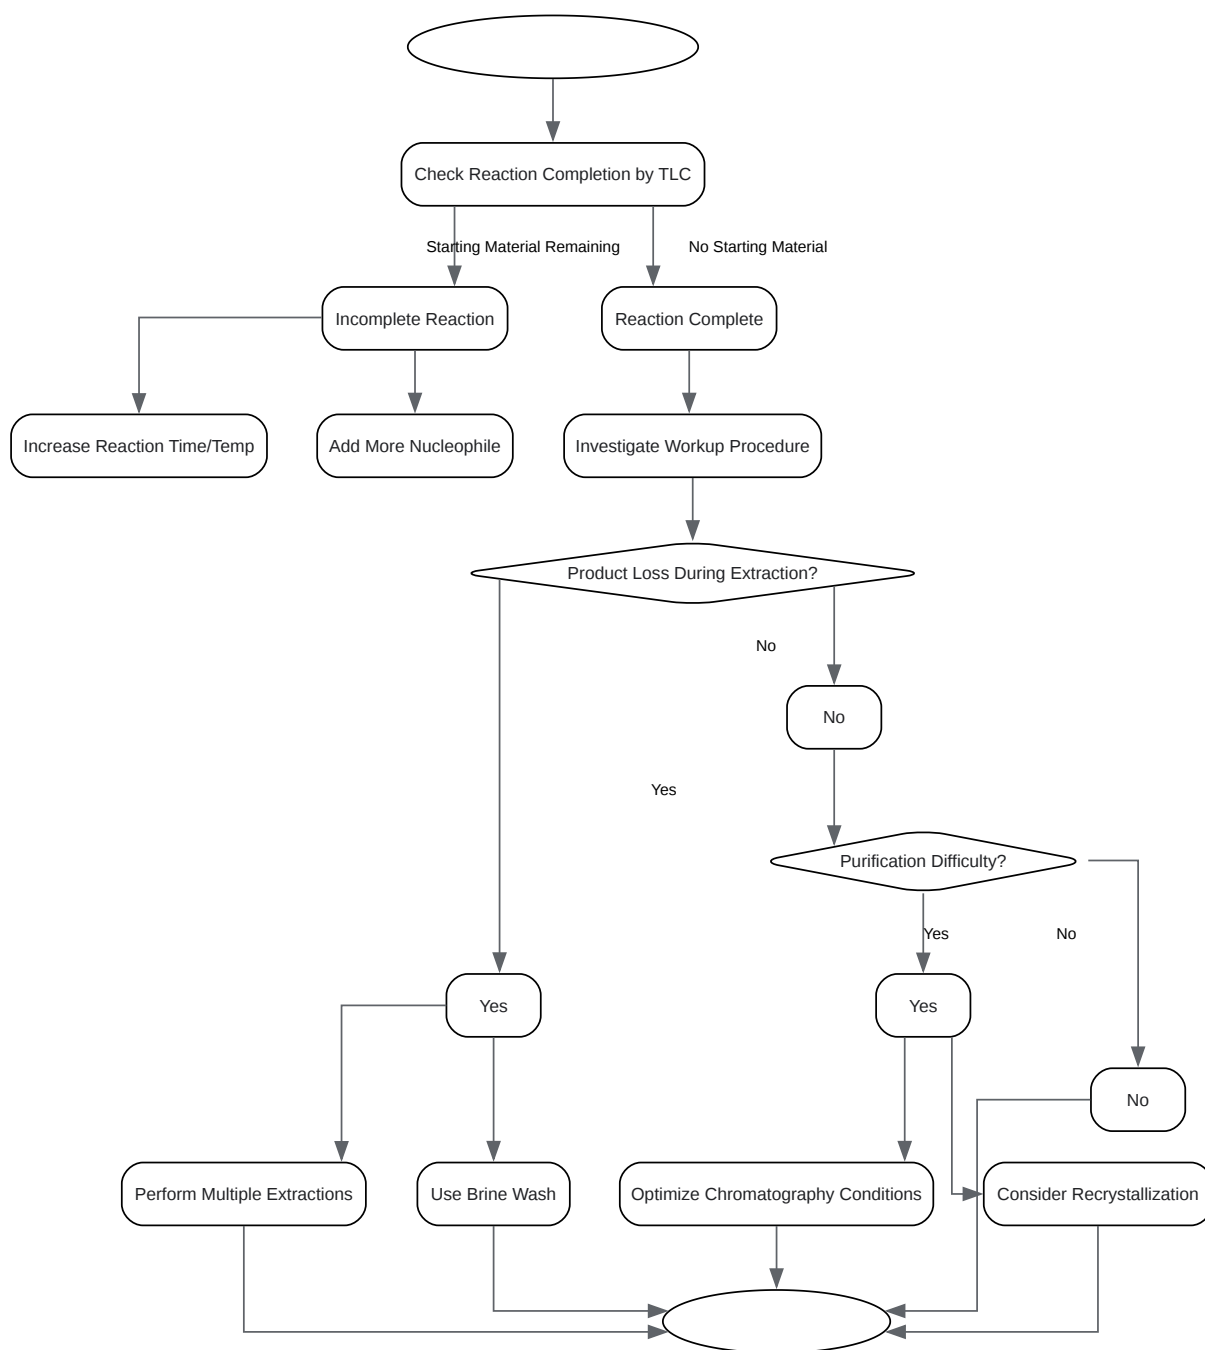 Check Reaction Completion by TLC
Starting Material Remaining
No Starting Material
Incomplete Reaction
Reaction Complete
Increase Reaction Time/Temp
Add More Nucleophile
Investigate Workup Procedure
Product Loss During Extraction?
No
No
Yes
Purification Difficulty?
Yes
No
Yes
Yes
No
Perform Multiple Extractions
Use Brine Wash
Optimize Chromatography Conditions
Consider Recrystallization